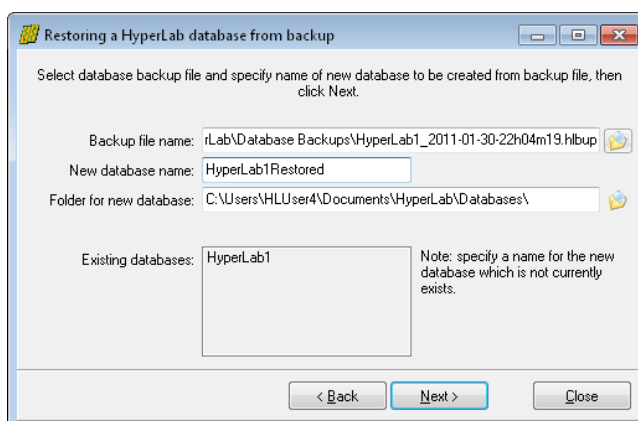 Restoring a HyperLab database from backup
Select database backup file and specify name of new database to be created from backup file, then
click Next.
Backup file name: rLab\Database Backups\HyperLab1_2011-01-30-22h04m19.hlbup
New database name: HyperLab1Restored
Folder for new database: C:\Users\HLUser4\Documents\HyperLab\Databases\
Existing databases: HyperLab1
Note: specify a name for the new
database which is not currently
exists.
< Back Next > Close